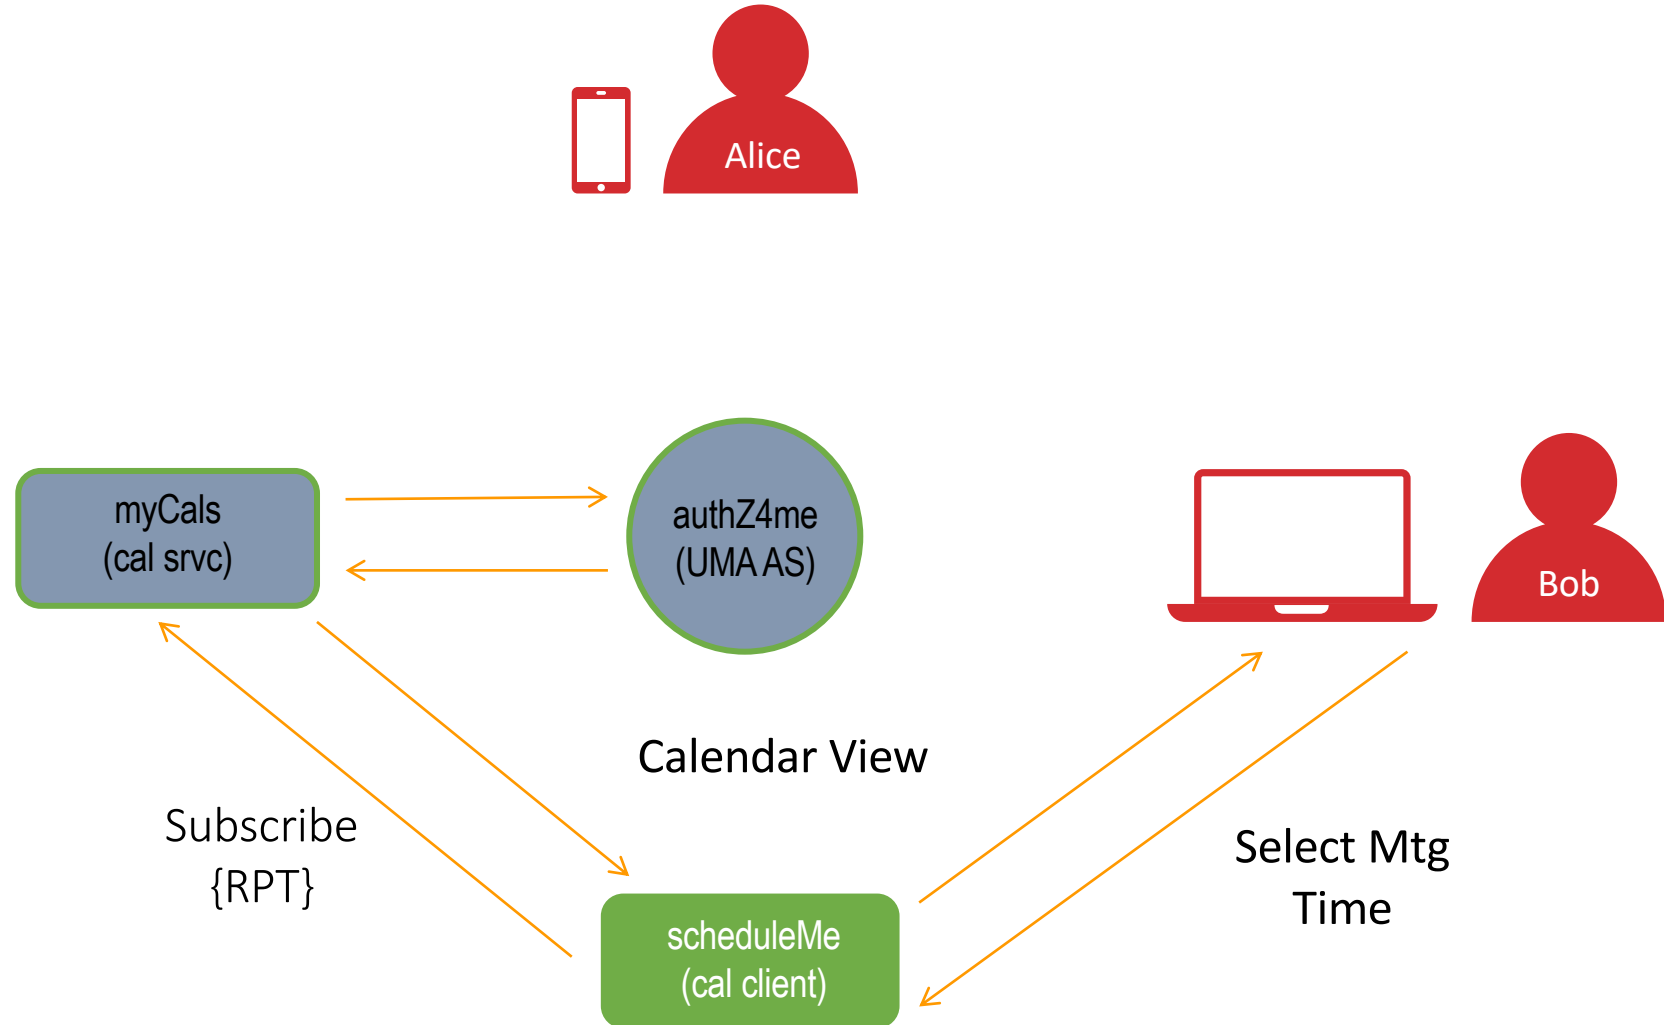 Alice
myCals
(cal srvc)
authZ4me
(UMA AS)
Bob
Calendar View
Subscribe
{RPT}
Select Mtg
Time
scheduleMe
(cal client)